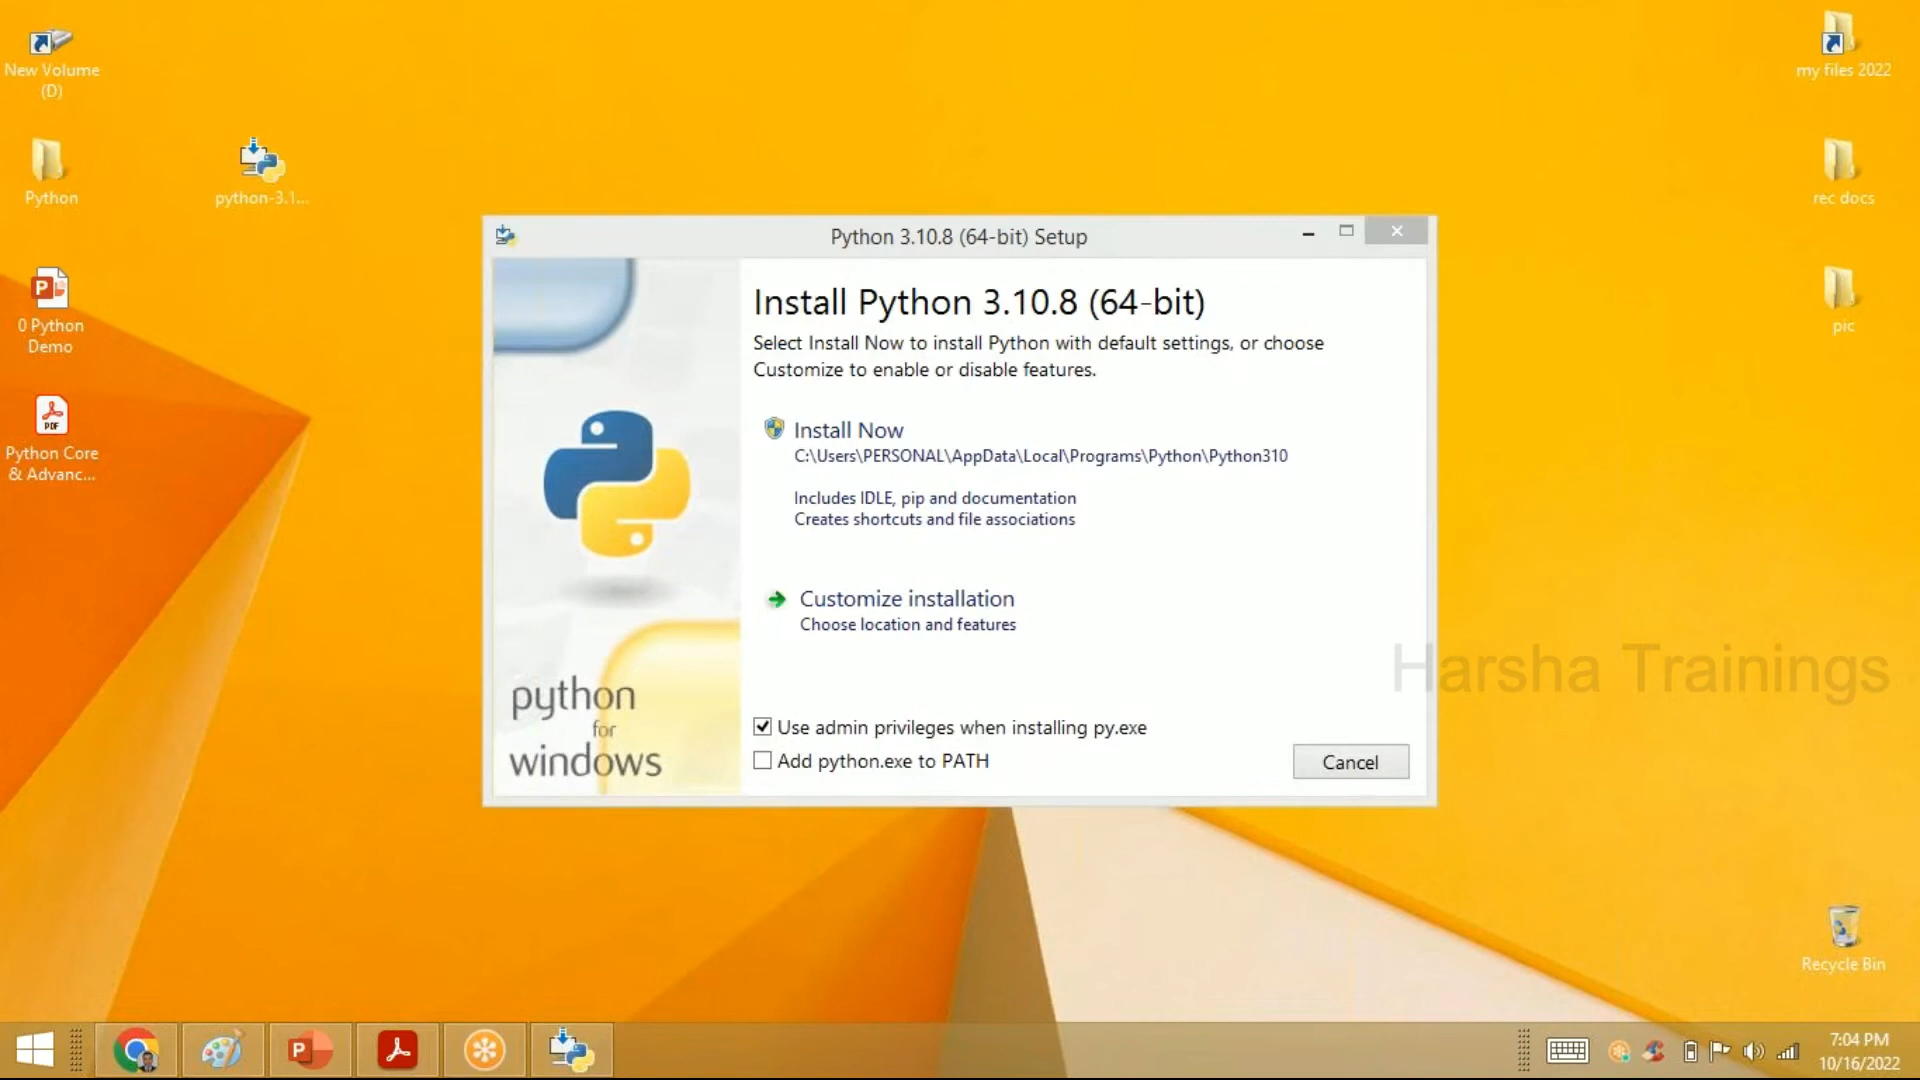 New Volume
(D)
my files 2022
Python
python-3.1...
rec docs
Python 3.10.8 (64-bit) Setup
Install Python 3.10.8 (64-bit)
Select Install Now to install Python with default settings, or choose
Customize to enable or disable features.
Install Now
C:\Users\PERSONAL\AppData\Local\Programs\Python\Python310
Includes IDLE, pip and documentation
Creates shortcuts and file associations
Customize installation
Choose location and features
Use admin privileges when installing py.exe
Add python.exe to PATH
Cancel
python
for
windows
P
0 Python
Demo
pic
PDF
Python Core
& Advanc...
Harsha Trainings
Recycle Bin
P
7:04 PM
10/16/2022